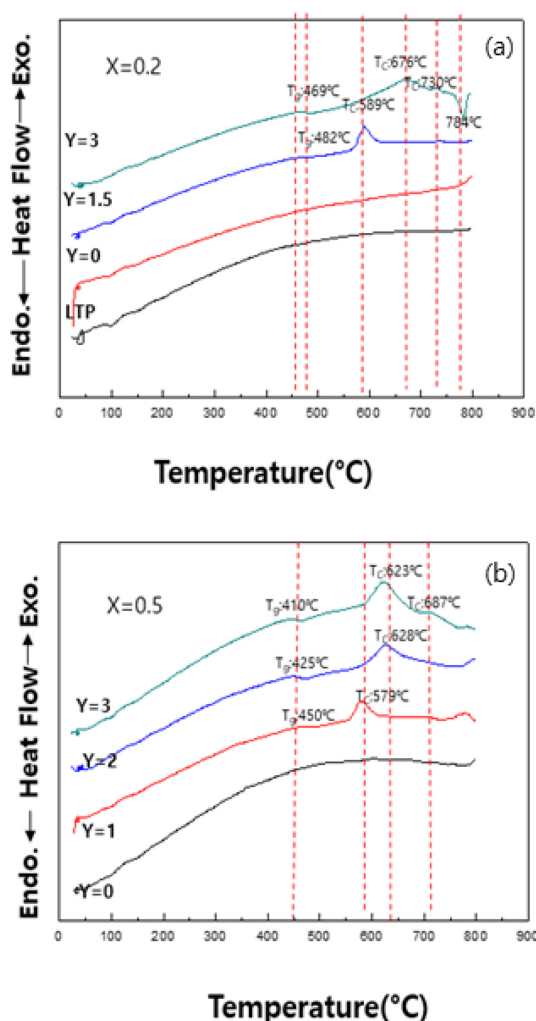 (a)
X=0.2
Endo.←Heat Flow→Exo.
Tc:676℃
Tc:730℃
Tg:469℃
Tc:589℃
784℃
Tg:482℃
Y=3
Y=1.5
Y=0
LTP
0 100 200 300 400 500 600 700 800 900
Temperature(°C)
(b)
X=0.5
Endo. ← Heat Flow→Exo.
Tc:623℃
Tg:410℃
Tc:687℃
Tc:628℃
Tg:425℃
Tc:579℃
Tg:450℃
Y=3
Y=2
Y=1
Y=0
0 100 200 300 400 500 600 700 800 900
Temperature(°C)